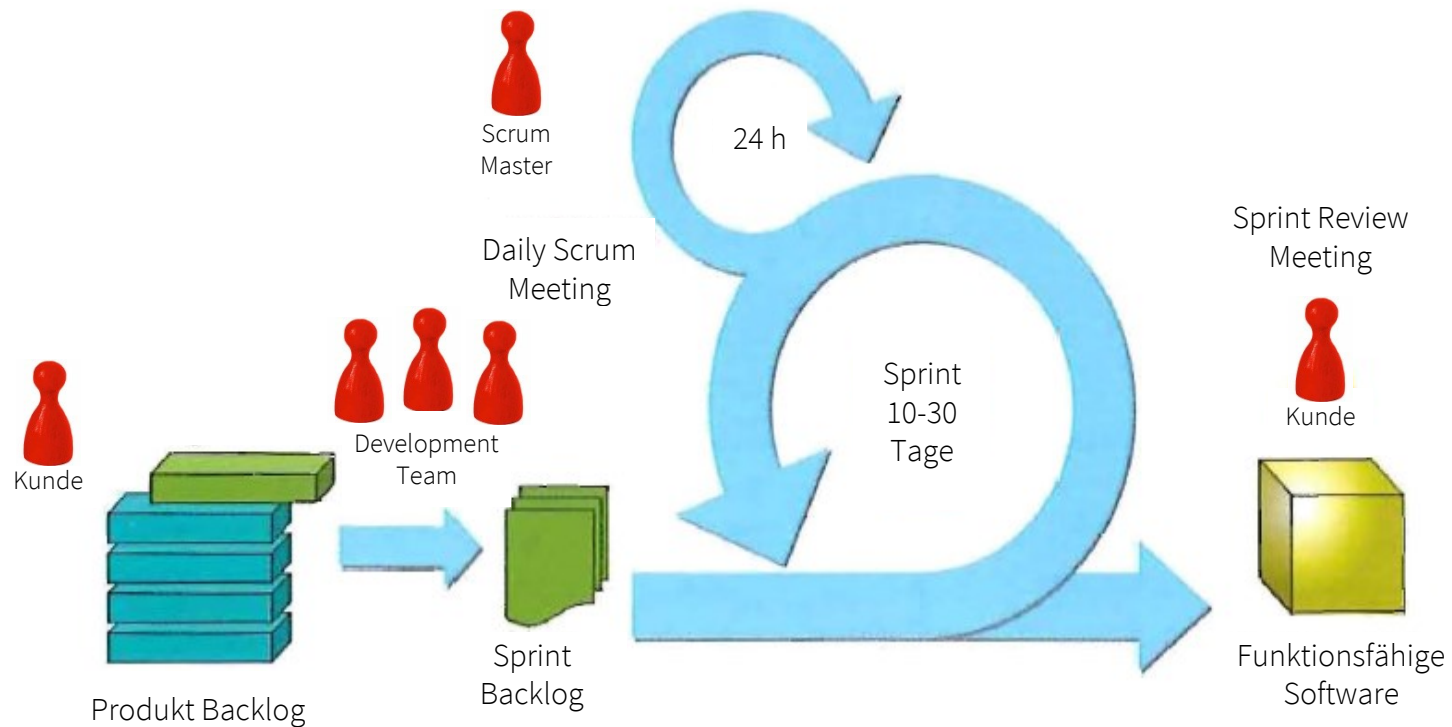 Scrum
Master
24 h
Daily Scrum
Meeting
Sprint Review
Meeting
Kunde
Development
Team
Sprint
10-30
Tage
Kunde
Produkt Backlog
Sprint
Backlog
Funktionsfähige
Software